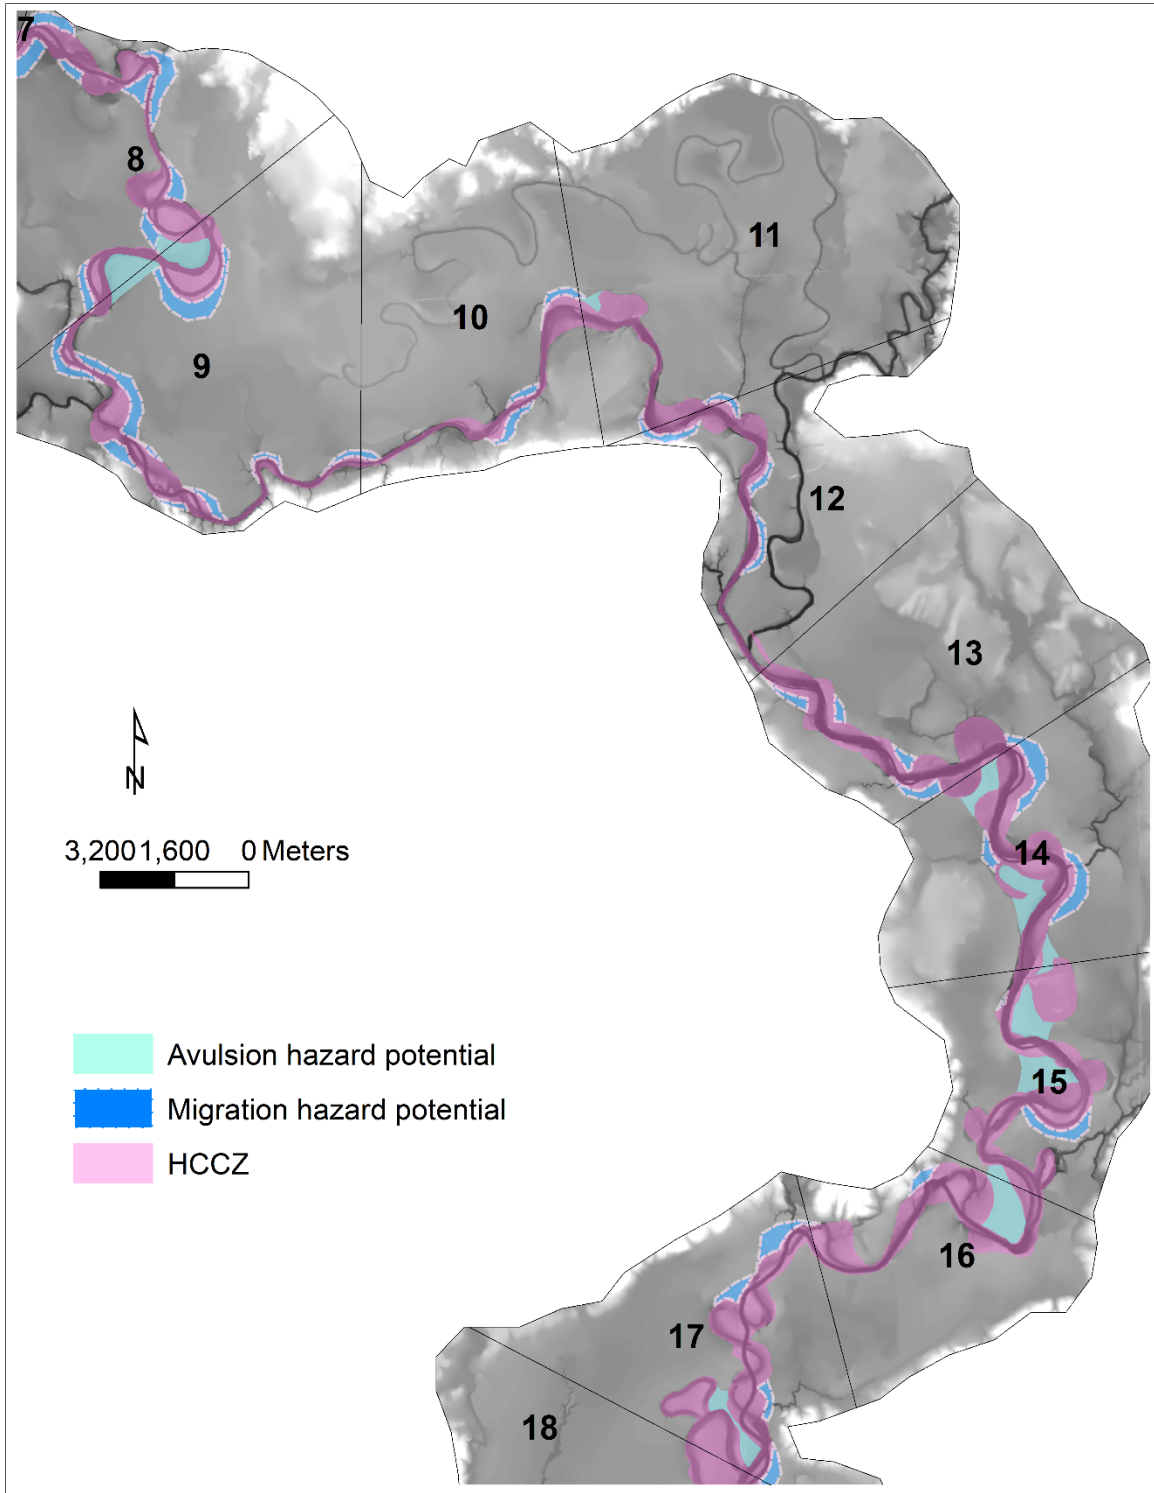 7
8
11
10
9
12
13
N
3,200 1,600 0 Meters
14
Avulsion hazard potential
15
Migration hazard potential
HCCZ
16
17
18